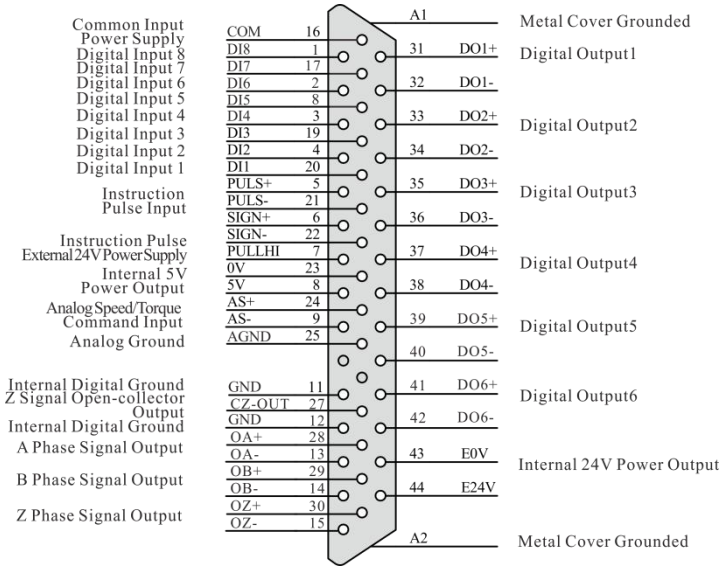 Common Input
Power Supply
COM 16
Digital Input 8
DI8 1
Digital Input 7
DI7 17
Digital Input 6
DI6 2
Digital Input 5
DI5 8
Digital Input 4
DI4 3
Digital Input 3
DI3 19
Digital Input 2
DI2 4
Digital Input 1
DI1 20
Instruction
Pulse Input
PULS+ 5
PULS- 21
SIGN+ 6
SIGN- 22
Instruction Pulse
External 24V Power Supply
PULLHI 7
Internal 5V
Power Output
0V 23
5V 8
Analog Speed/Torque
Command Input
AS+ 24
AS- 9
Analog Ground
AGND 25
Internal Digital Ground
GND 11
Z Signal Open-collector
Output
CZ-OUT 27
Internal Digital Ground
GND 12
A Phase Signal Output
OA+ 28
OA- 13
B Phase Signal Output
OB+ 29
OB- 14
Z Phase Signal Output
OZ+ 30
OZ- 15
A1 Metal Cover Grounded
31 DO1+
Digital Output1
32 DO1-
33 DO2+
Digital Output2
34 DO2-
35 DO3+
Digital Output3
36 DO3-
37 DO4+
Digital Output4
38 DO4-
39 DO5+
Digital Output5
40 DO5-
41 DO6+
Digital Output6
42 DO6-
43 E0V
Internal 24V Power Output
44 E24V
A2 Metal Cover Grounded